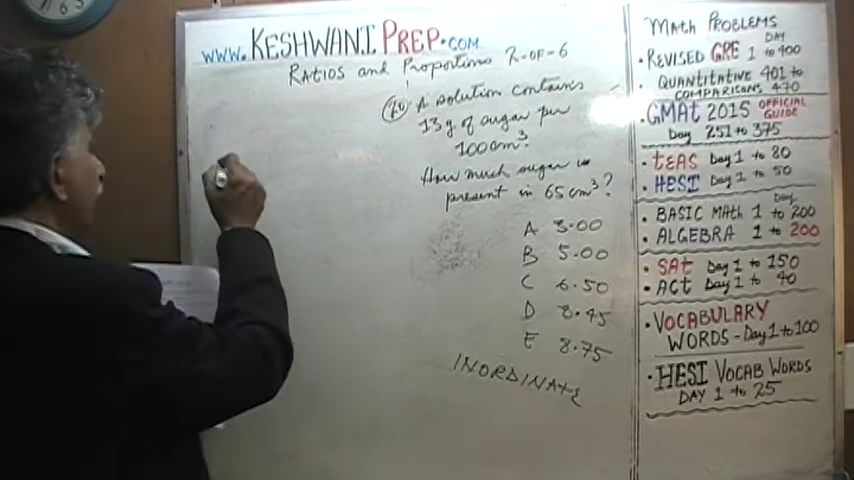 WWW.KESHWANI PREP.COM
RATIOS and Proportions 2-OF-6
A solution contains
13 g of sugar per
100 cm³.
How much sugar is
present in 65 cm³?
A 3.00
B 5.00
C 6.50
D 8.45
E 8.75
INORDINATE
MATH PROBLEMS
DAY
• REVISED GRE 1 to 400
• QUANTITATIVE 401 to
COMPARISONS 470
• GMAT 2015 OFFICIAL
GUIDE
Day 251 to 375
• TEAS Day 1 to 80
• HESI Day 1 to 50
Day
• BASIC MATH 1 to 200
• ALGEBRA 1 to 200
• SAT Day 1 to 150
• ACT Day 1 to 40
• VOCABULARY
WORDS - Day 1 to 100
• HESI VOCAB WORDS
DAY 1 to 25